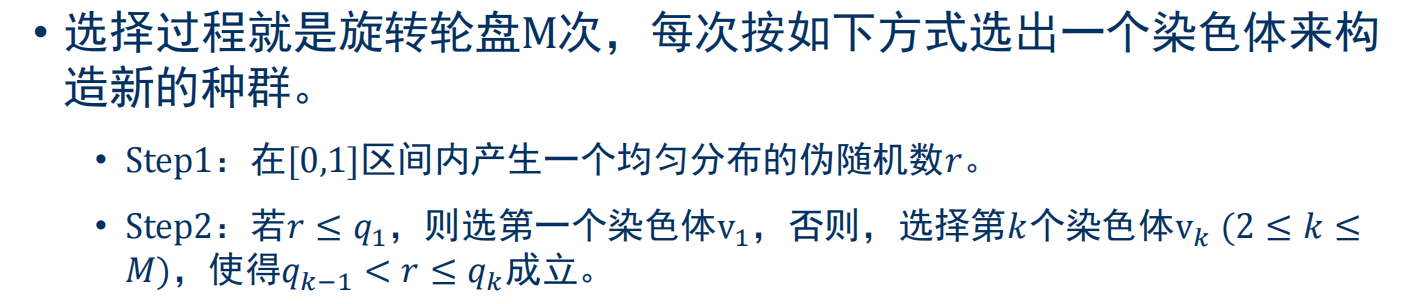 • 选择过程就是旋转轮盘M次，每次按如下方式选出一个染色体来构
造新的种群。
• Step1：在[0,1]区间内产生一个均匀分布的伪随机数𝑟。
• Step2：若𝑟 ≤ 𝑞₁，则选第一个染色体v₁，否则，选择第𝑘个染色体v𝑘 (2 ≤ 𝑘 ≤
𝑀)，使得𝑞𝑘₋₁ < 𝑟 ≤ 𝑞𝑘成立。